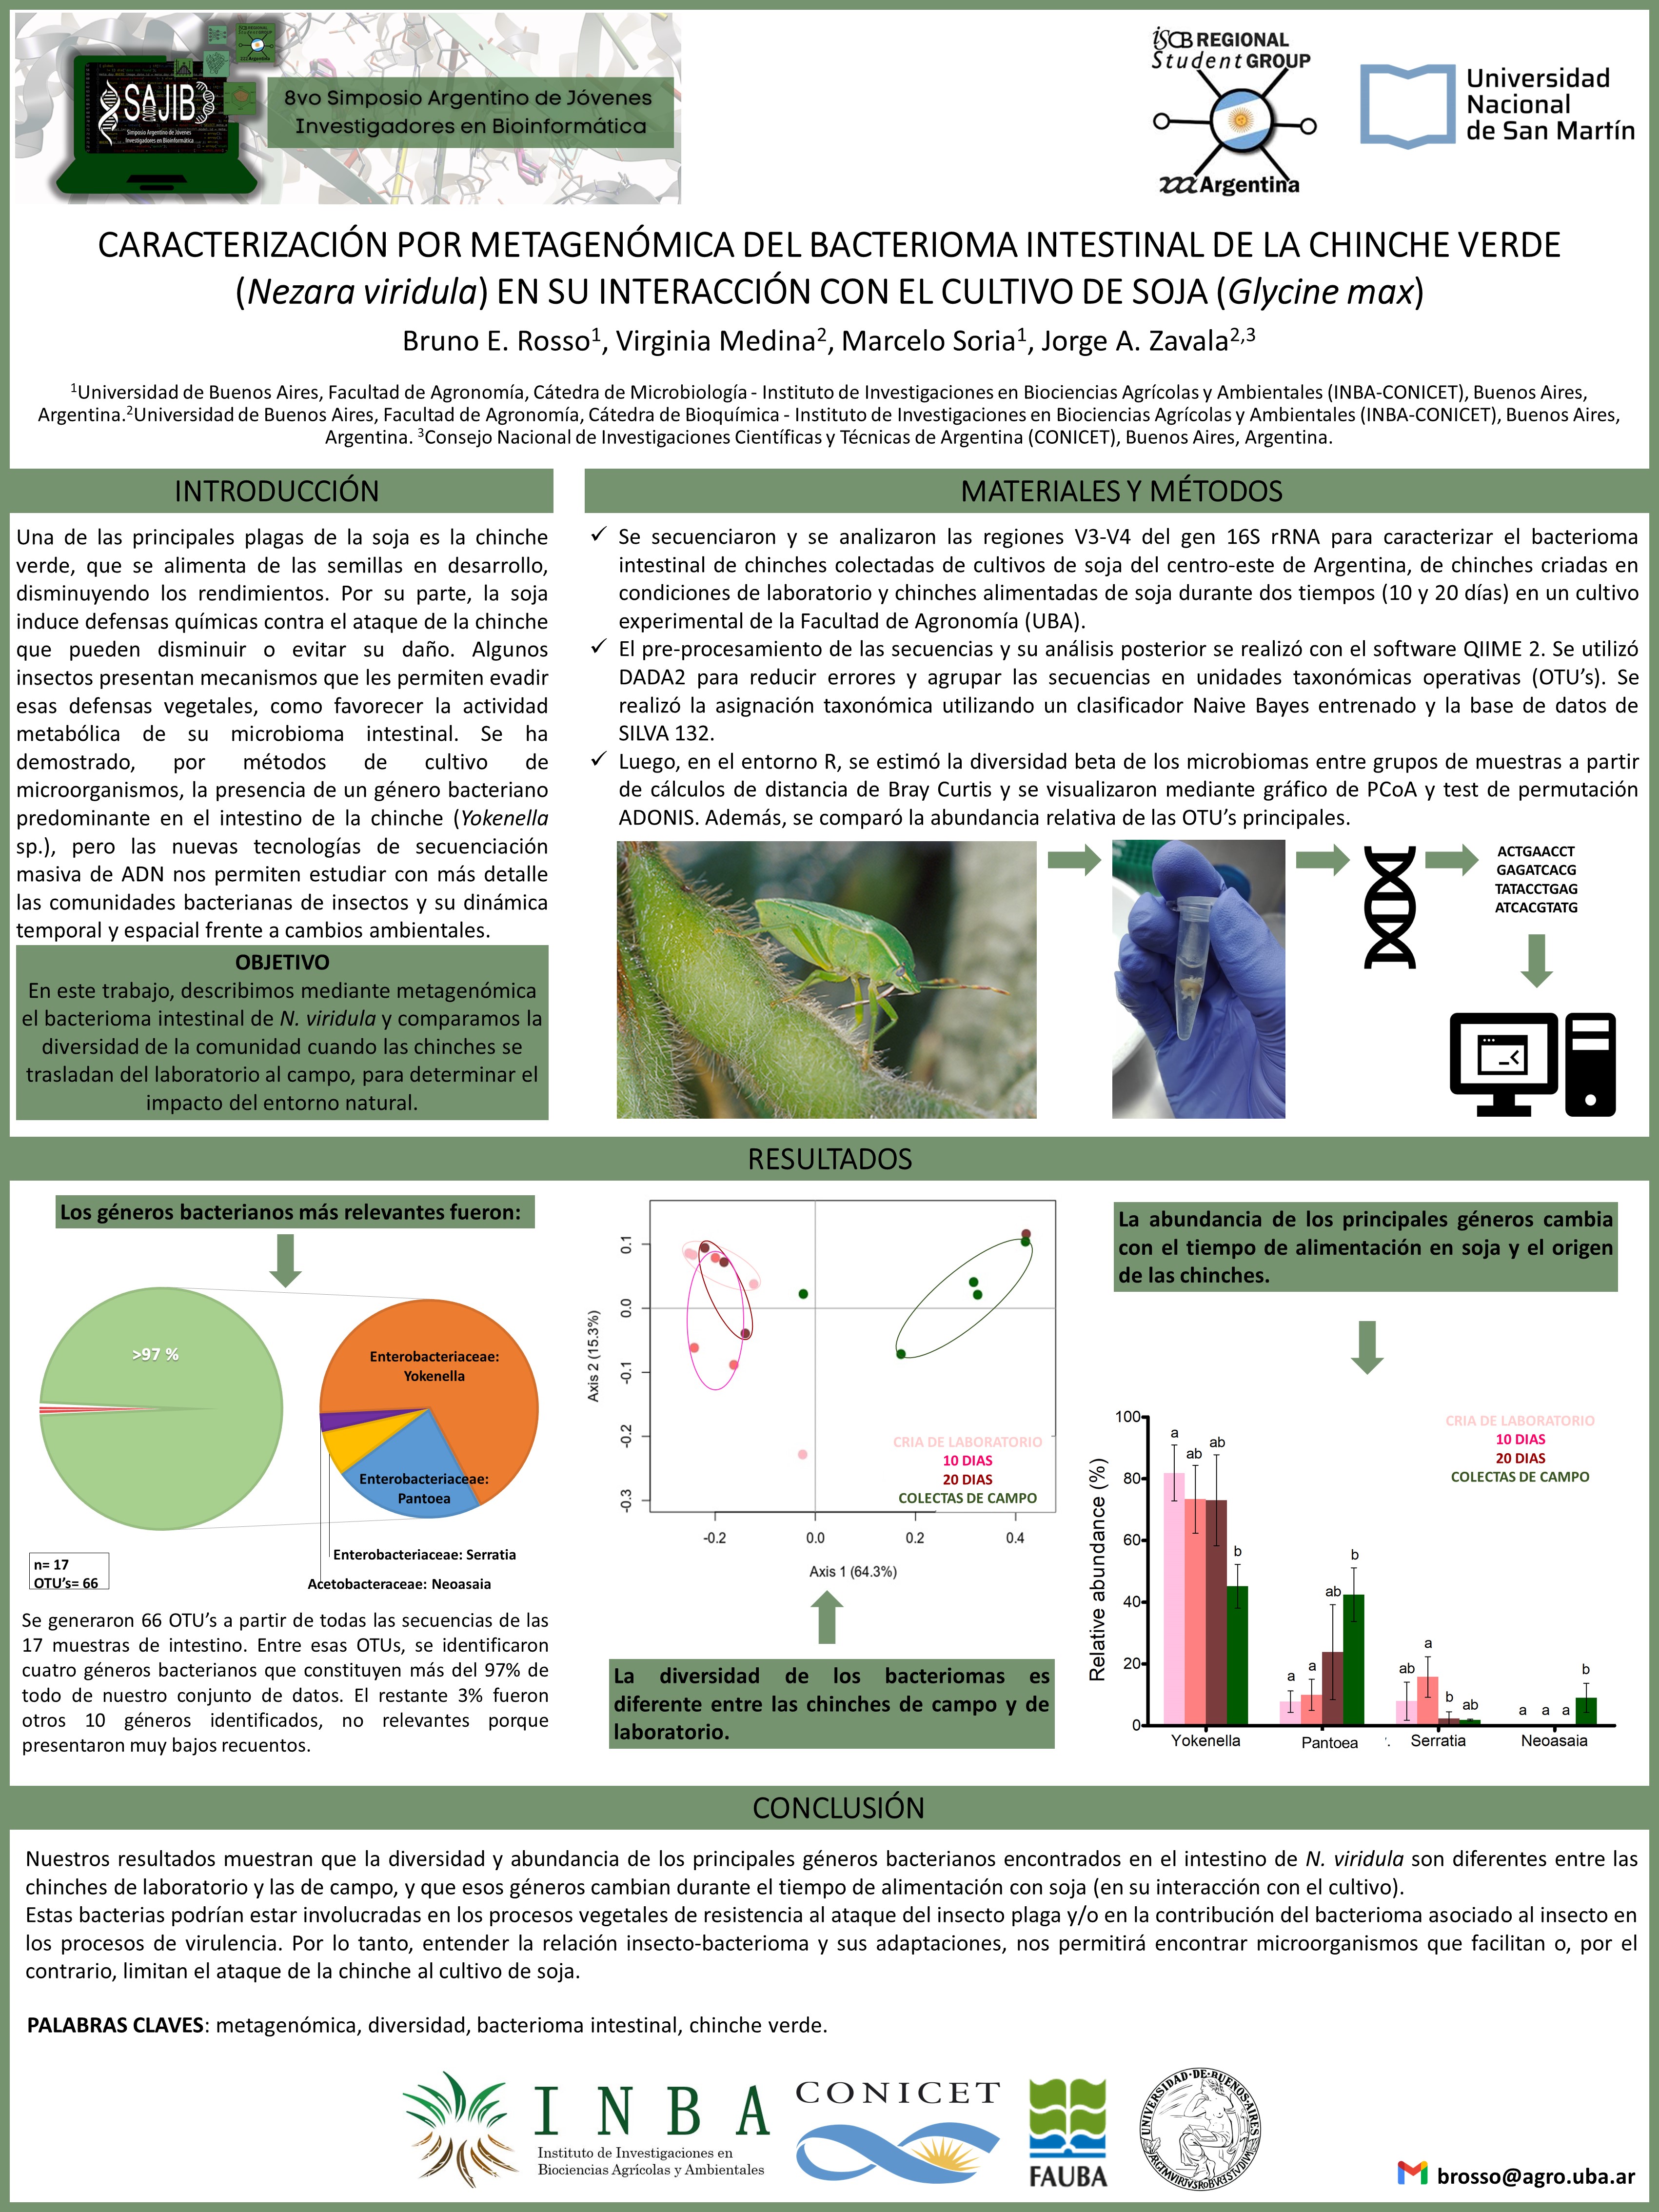 SAJIB
Simposio Argentino de Jóvenes
Investigadores en Bioinformática
8vo Simposio Argentino de Jóvenes
Investigadores en Bioinformática
iSCB REGIONAL
Student GROUP
Argentina
Universidad
Nacional
de San Martín
CARACTERIZACIÓN POR METAGENÓMICA DEL BACTERIOMA INTESTINAL DE LA CHINCHE VERDE
(Nezara viridula) EN SU INTERACCIÓN CON EL CULTIVO DE SOJA (Glycine max)
Bruno E. Rosso1, Virginia Medina2, Marcelo Soria1, Jorge A. Zavala2,3
1Universidad de Buenos Aires, Facultad de Agronomía, Cátedra de Microbiología - Instituto de Investigaciones en Biociencias Agrícolas y Ambientales (INBA-CONICET), Buenos Aires,
Argentina.2Universidad de Buenos Aires, Facultad de Agronomía, Cátedra de Bioquímica - Instituto de Investigaciones en Biociencias Agrícolas y Ambientales (INBA-CONICET), Buenos Aires,
Argentina. 3Consejo Nacional de Investigaciones Científicas y Técnicas de Argentina (CONICET), Buenos Aires, Argentina.
INTRODUCCIÓN
Una de las principales plagas de la soja es la chinche
verde, que se alimenta de las semillas en desarrollo,
disminuyendo los rendimientos. Por su parte, la soja
induce defensas químicas contra el ataque de la chinche
que pueden disminuir o evitar su daño. Algunos
insectos presentan mecanismos que les permiten evadir
esas defensas vegetales, como favorecer la actividad
metabólica de su microbioma intestinal. Se ha
demostrado, por métodos de cultivo de
microorganismos, la presencia de un género bacteriano
predominante en el intestino de la chinche (Yokenella
sp.), pero las nuevas tecnologías de secuenciación
masiva de ADN nos permiten estudiar con más detalle
las comunidades bacterianas de insectos y su dinámica
temporal y espacial frente a cambios ambientales.
OBJETIVO
En este trabajo, describimos mediante metagenómica
el bacterioma intestinal de N. viridula y comparamos la
diversidad de la comunidad cuando las chinches se
trasladan del laboratorio al campo, para determinar el
impacto del entorno natural.
MATERIALES Y MÉTODOS
✓ Se secuenciaron y se analizaron las regiones V3-V4 del gen 16S rRNA para caracterizar el bacterioma
intestinal de chinches colectadas de cultivos de soja del centro-este de Argentina, de chinches criadas en
condiciones de laboratorio y chinches alimentadas de soja durante dos tiempos (10 y 20 días) en un cultivo
experimental de la Facultad de Agronomía (UBA).
✓ El pre-procesamiento de las secuencias y su análisis posterior se realizó con el software QIIME 2. Se utilizó
DADA2 para reducir errores y agrupar las secuencias en unidades taxonómicas operativas (OTU’s). Se
realizó la asignación taxonómica utilizando un clasificador Naive Bayes entrenado y la base de datos de
SILVA 132.
✓ Luego, en el entorno R, se estimó la diversidad beta de los microbiomas entre grupos de muestras a partir
de cálculos de distancia de Bray Curtis y se visualizaron mediante gráfico de PCoA y test de permutación
ADONIS. Además, se comparó la abundancia relativa de las OTU’s principales.
ACTGAACCT
GAGATCACG
TATACCTGAG
ATCACGTATG
RESULTADOS
Los géneros bacterianos más relevantes fueron:
>97 %
Enterobacteriaceae:
Yokenella
Enterobacteriaceae:
Pantoea
Enterobacteriaceae: Serratia
Acetobacteraceae: Neoasaia
n= 17
OTU’s= 66
Se generaron 66 OTU’s a partir de todas las secuencias de las
17 muestras de intestino. Entre esas OTUs, se identificaron
cuatro géneros bacterianos que constituyen más del 97% de
todo de nuestro conjunto de datos. El restante 3% fueron
otros 10 géneros identificados, no relevantes porque
presentaron muy bajos recuentos.
Axis 2 (15.3%)
0.1
0.0
-0.1
-0.2
-0.3
CRIA DE LABORATORIO
10 DIAS
20 DIAS
COLECTAS DE CAMPO
-0.2 0.0 0.2 0.4
Axis 1 (64.3%)
La diversidad de los bacteriomas es
diferente entre las chinches de campo y de
laboratorio.
La abundancia de los principales géneros cambia
con el tiempo de alimentación en soja y el origen
de las chinches.
CRIA DE LABORATORIO
10 DIAS
20 DIAS
COLECTAS DE CAMPO
Relative abundance (%)
100
80
60
40
20
0
a ab ab b
a a ab b
ab a b ab
a a a b
Yokenella Pantoea Serratia Neoasaia
CONCLUSIÓN
Nuestros resultados muestran que la diversidad y abundancia de los principales géneros bacterianos encontrados en el intestino de N. viridula son diferentes entre las
chinches de laboratorio y las de campo, y que esos géneros cambian durante el tiempo de alimentación con soja (en su interacción con el cultivo).
Estas bacterias podrían estar involucradas en los procesos vegetales de resistencia al ataque del insecto plaga y/o en la contribución del bacterioma asociado al insecto en
los procesos de virulencia. Por lo tanto, entender la relación insecto-bacterioma y sus adaptaciones, nos permitirá encontrar microorganismos que facilitan o, por el
contrario, limitan el ataque de la chinche al cultivo de soja.
PALABRAS CLAVES: metagenómica, diversidad, bacterioma intestinal, chinche verde.
INBA
Instituto de Investigaciones en
Biociencias Agrícolas y Ambientales
CONICET
FAUBA
UNIVERSIDAD·DE·BUENOS·AIRES
brosso@agro.uba.ar